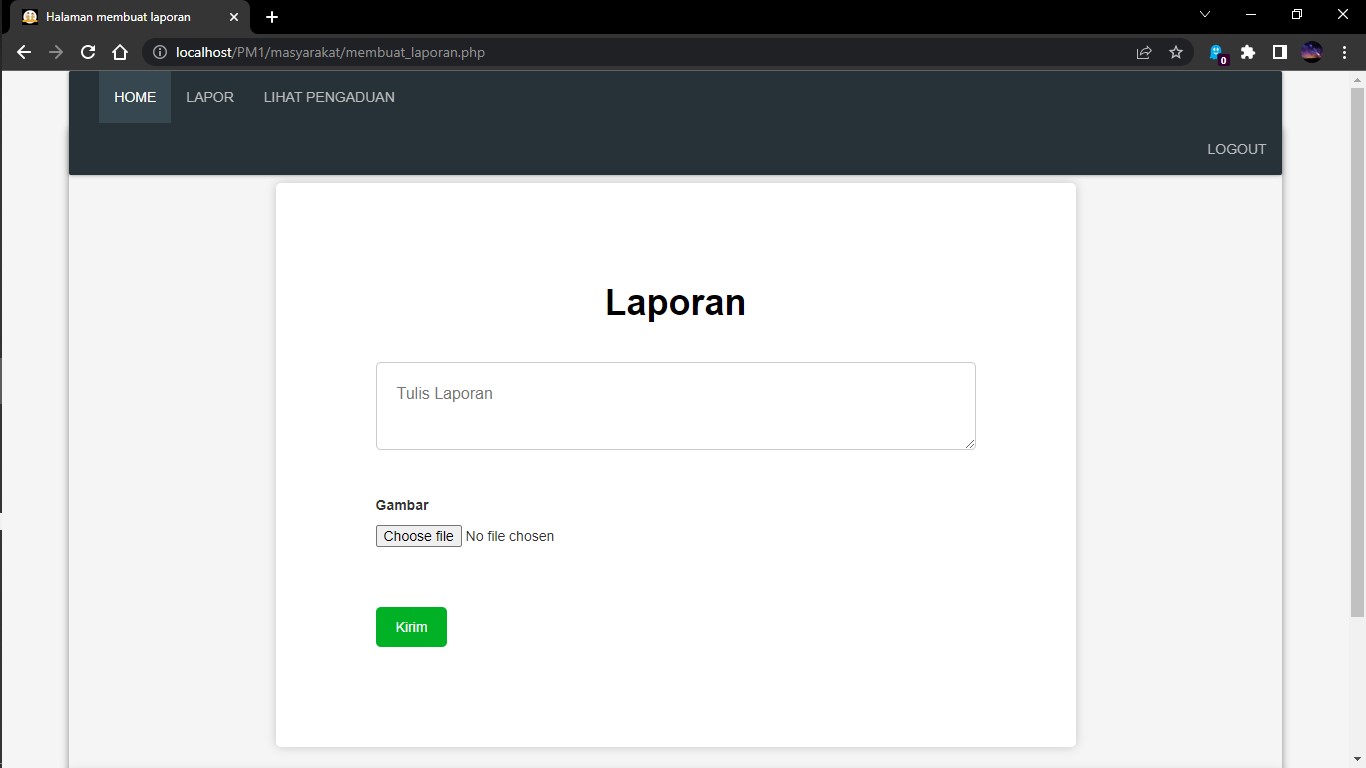 Halaman membuat laporan
localhost/PM1/masyarakat/membuat_laporan.php
0
HOME LAPOR LIHAT PENGADUAN
LOGOUT
Laporan
Tulis Laporan
Gambar
Choose file No file chosen
Kirim